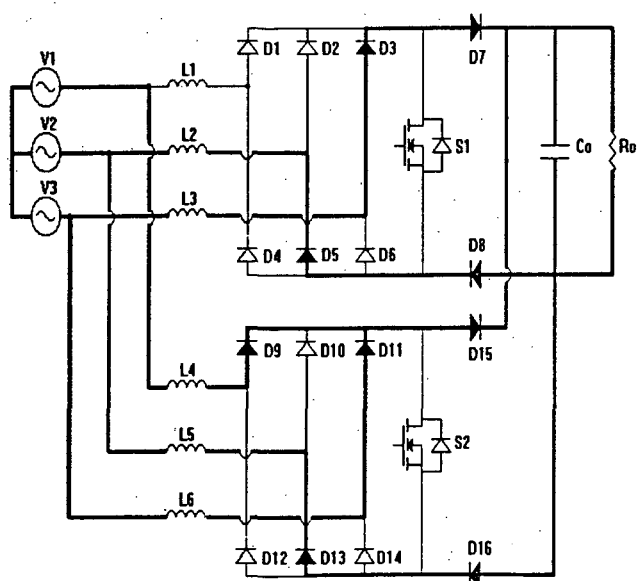 D1 D2 D3 D7
V1 L1
V2 L2 S1 Co Ro
V3 L3
D4 D5 D6 D8
D9 D10 D11 D15
L4
L5 S2
L6
D12 D13 D14 D16